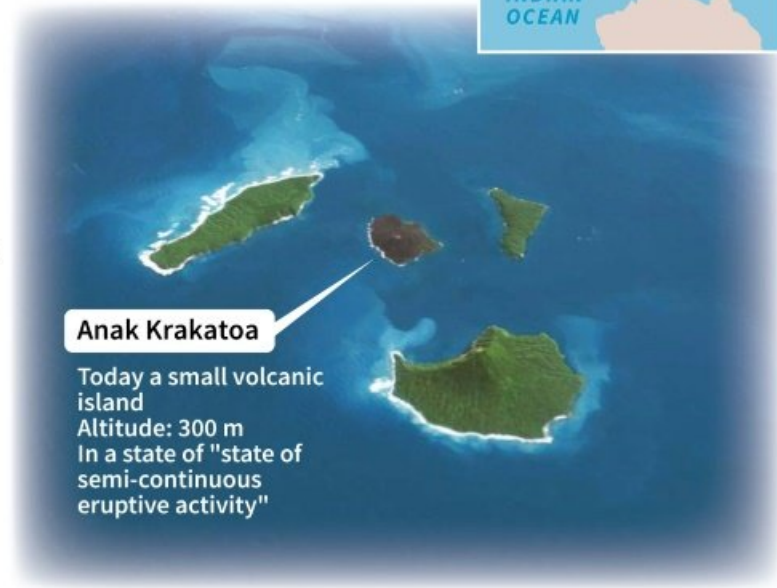 OCEAN
Anak Krakatoa
Today a small volcanic
island
Altitude: 300 m
In a state of "state of
semi-continuous
eruptive activity"